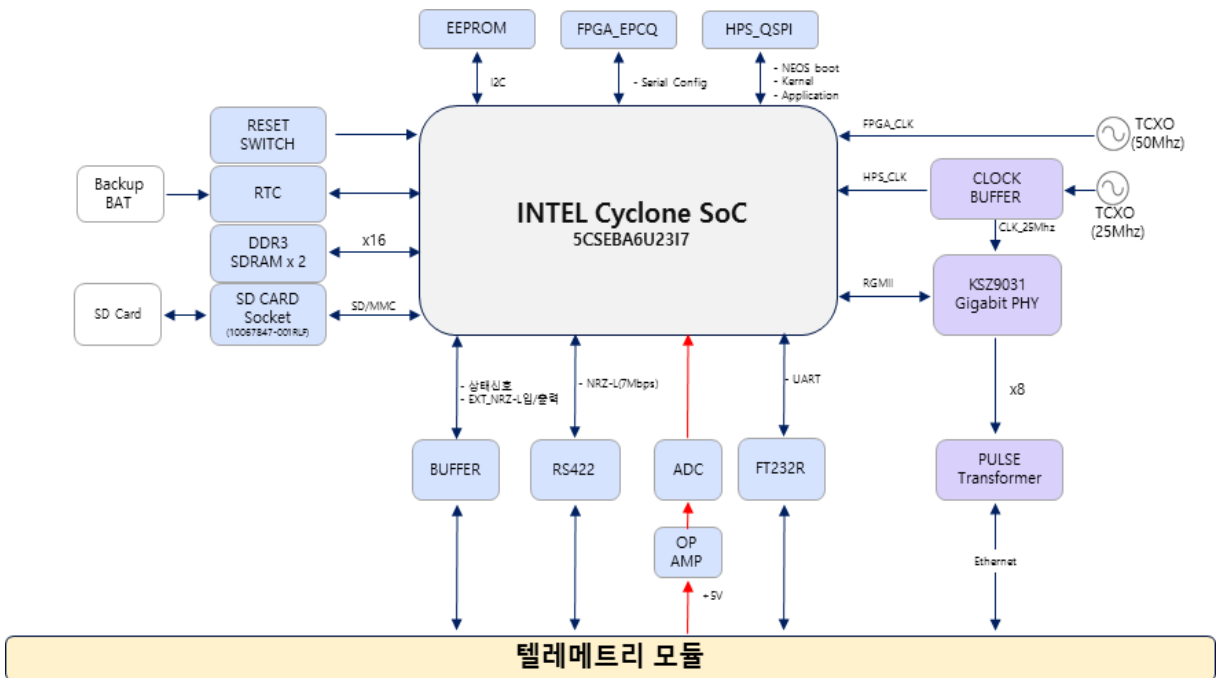 EEPROM
FPGA_EPCQ
HPS_QSPI
I2C
- Serial Config
- NEOS boot
- Kernel
- Application
RESET
SWITCH
Backup
BAT
RTC
DDR3
SDRAM x 2
x16
SD Card
SD CARD
Socket
(10067847-001RLF)
SD/MMC
INTEL Cyclone SoC
5CSEBA6U23I7
FPGA_CLK
TCXO
(50Mhz)
HPS_CLK
CLOCK
BUFFER
TCXO
(25Mhz)
CLK_25Mhz
RGMII
KSZ9031
Gigabit PHY
- 상태신호
- EXT_NRZ-L입/출력
- NRZ-L(7Mbps)
- UART
x8
BUFFER
RS422
ADC
FT232R
PULSE
Transformer
OP
AMP
+5V
Ethernet
텔레메트리 모듈